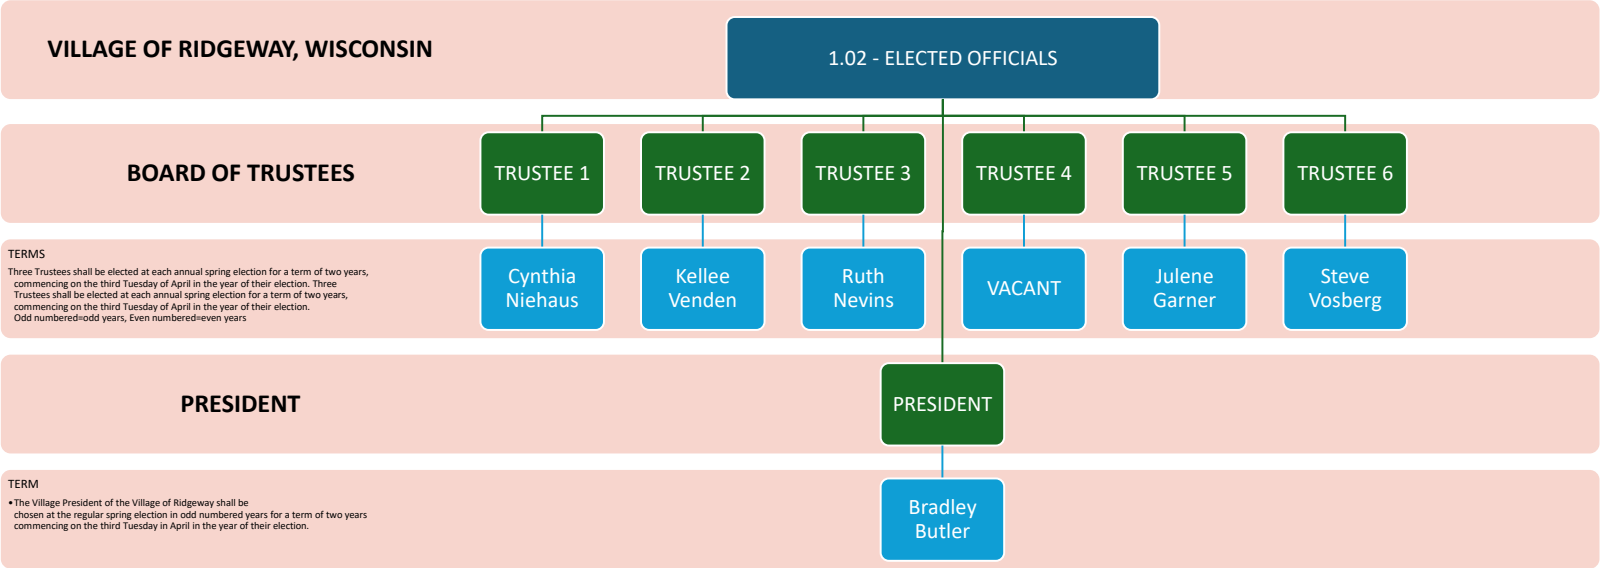 VILLAGE OF RIDGEWAY, WISCONSIN
1.02 - ELECTED OFFICIALS
BOARD OF TRUSTEES
TRUSTEE 1
TRUSTEE 2
TRUSTEE 3
TRUSTEE 4
TRUSTEE 5
TRUSTEE 6
TERMS
Three Trustees shall be elected at each annual spring election for a term of two years,
commencing on the third Tuesday of April in the year of their election. Three
Trustees shall be elected at each annual spring election for a term of two years,
commencing on the third Tuesday of April in the year of their election.
Odd numbered=odd years, Even numbered=even years
Cynthia
Niehaus
Kellee
Venden
Ruth
Nevins
VACANT
Julene
Garner
Steve
Vosberg
PRESIDENT
PRESIDENT
TERM
•The Village President of the Village of Ridgeway shall be
chosen at the regular spring election in odd numbered years for a term of two years
commencing on the third Tuesday in April in the year of their election.
Bradley
Butler